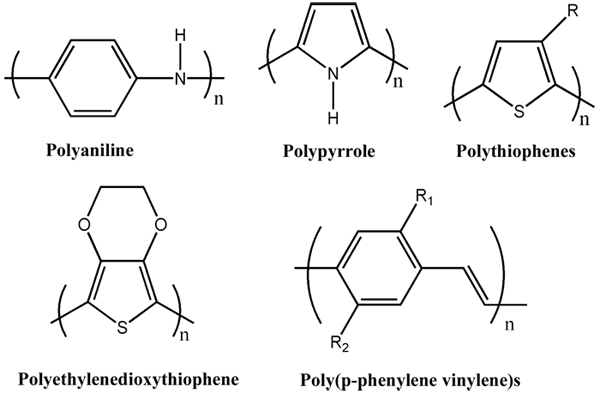 H
N
n
Polyaniline
N
H
n
Polypyrrole
R
S
n
Polythiophenes
O
O
S
n
Polyethylenedioxythiophene
R1
R2
n
Poly(p-phenylene vinylene)s